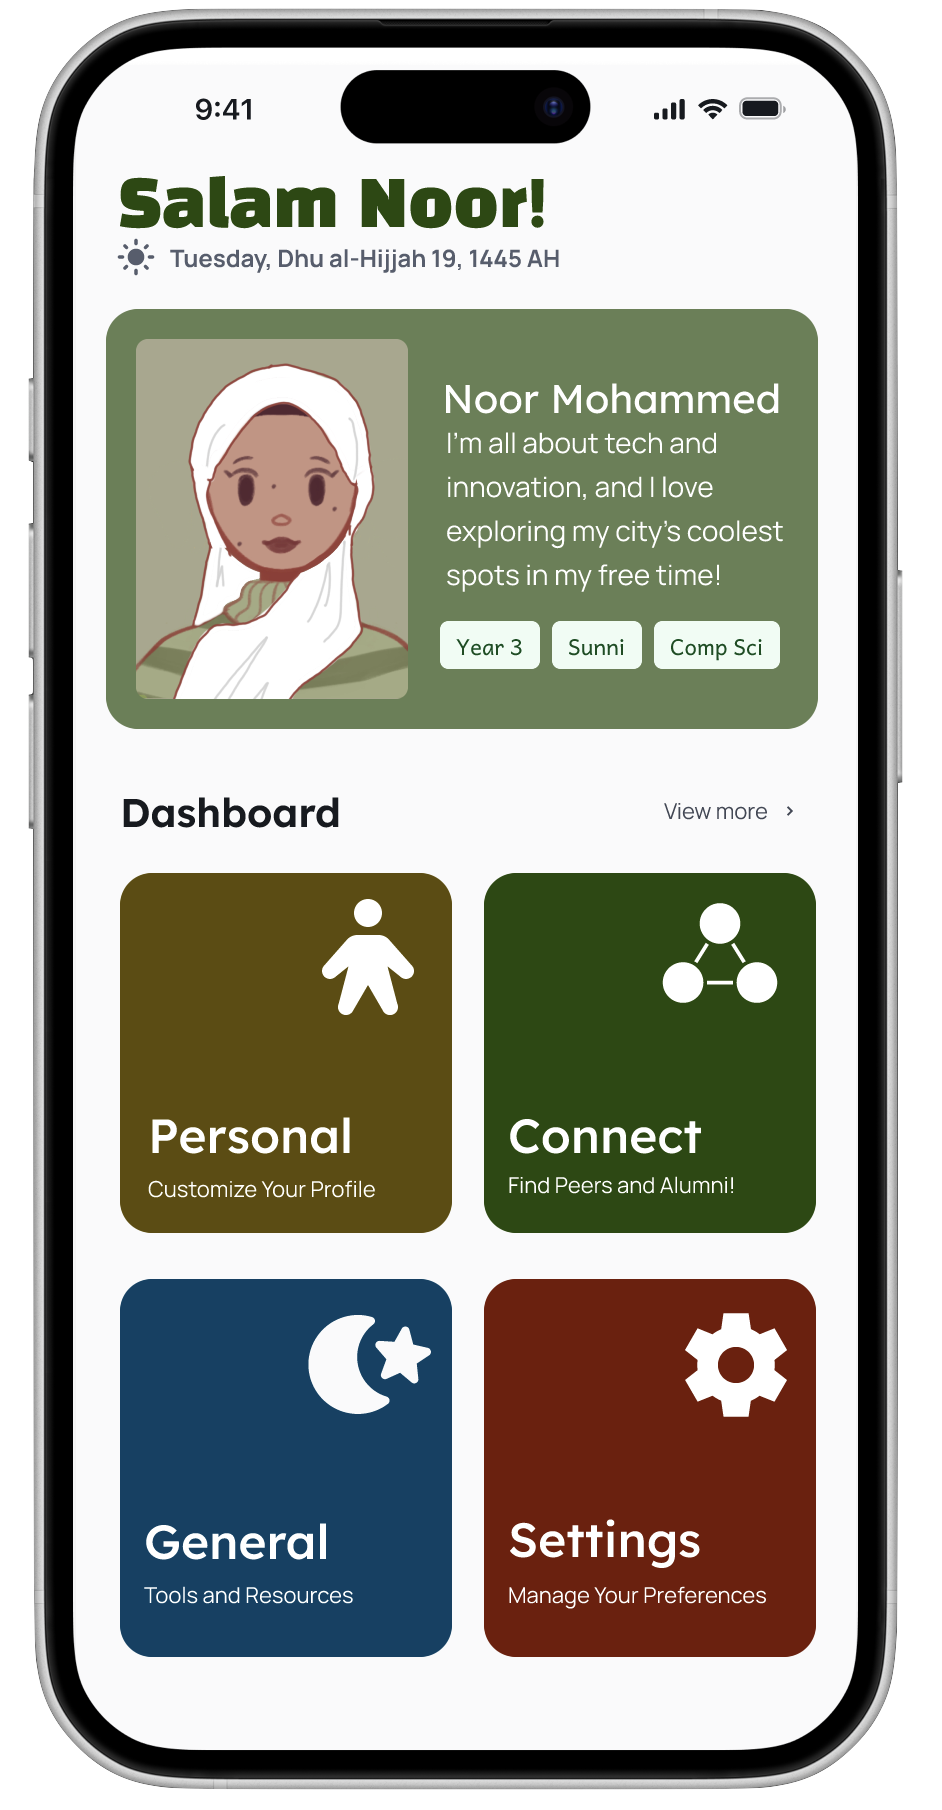 9:41
Salam Noor!
Tuesday, Dhu al-Hijjah 19, 1445 AH
Noor Mohammed
I'm all about tech and
innovation, and I love
exploring my city's coolest
spots in my free time!
Year 3 Sunni Comp Sci
Dashboard
View more
Personal
Customize Your Profile
Connect
Find Peers and Alumni!
General
Tools and Resources
Settings
Manage Your Preferences